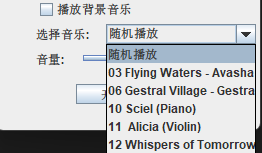 播放背景音乐
选择音乐: 随机播放
随机播放
音量:
03 Flying Waters - Avasha
06 Gestral Village - Gestra
10 Sciel (Piano)
11 Alicia (Violin)
12 Whispers of Tomorrow